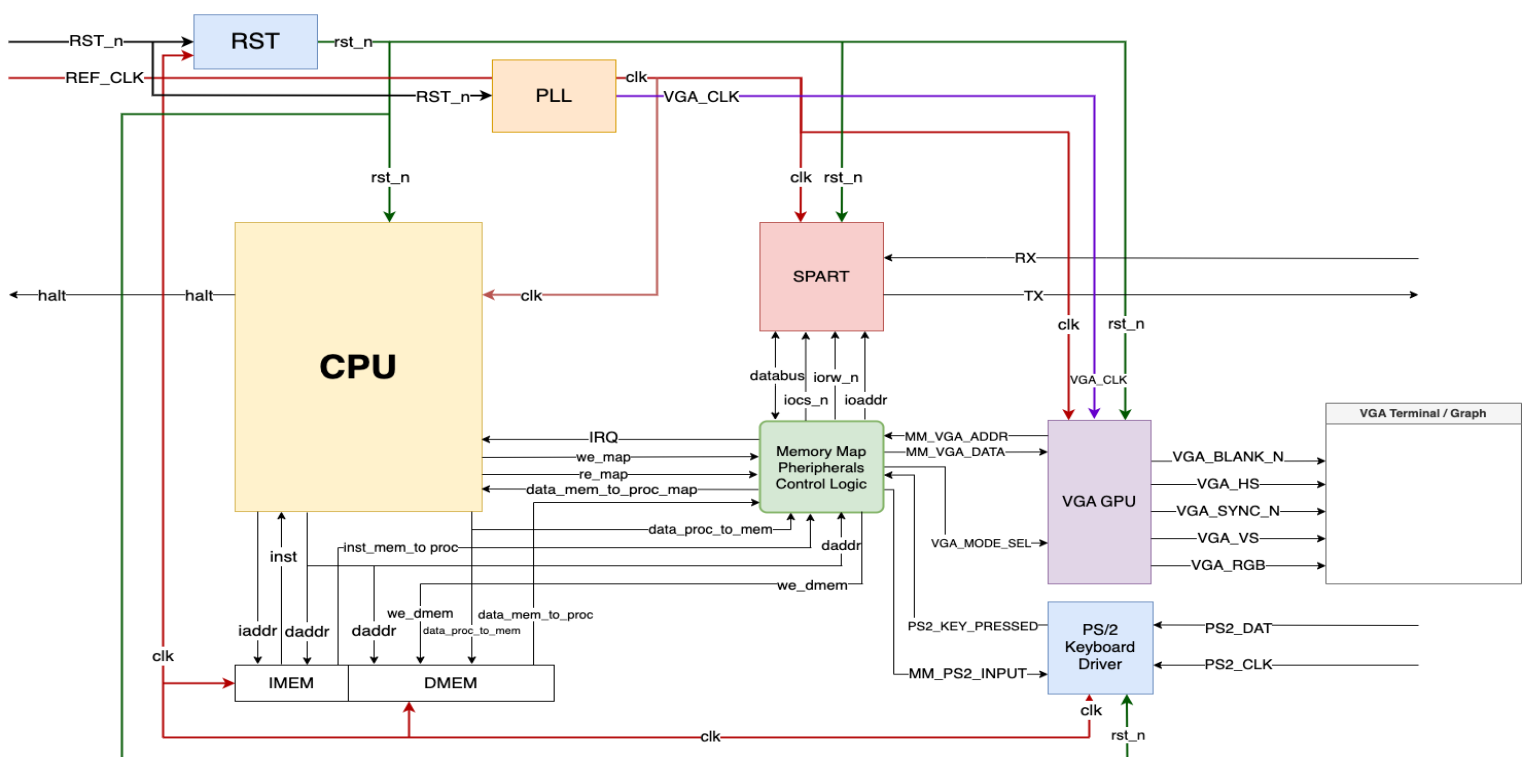 RST_n
RST
rst_n
REF_CLK
clk
RST_n
PLL
VGA_CLK
rst_n
clk
rst_n
SPART
RX
halt
halt
clk
TX
clk
rst_n
CPU
databus
iorw_n
VGA_CLK
iocs_n
ioaddr
VGA Terminal / Graph
IRQ
we_map
re_map
data_mem_to_proc_map
Memory Map
Pheripherals
Control Logic
MM_VGA_ADDR
MM_VGA_DATA
VGA GPU
VGA_BLANK_N
VGA_HS
VGA_SYNC_N
VGA_VS
VGA_RGB
data_proc_to_mem
inst_mem_to proc
inst
daddr
VGA_MODE_SEL
we_dmem
iaddr
daddr
daddr
we_dmem
data_proc_to_mem
data_mem_to_proc
PS2_KEY_PRESSED
PS/2
Keyboard
Driver
PS2_DAT
PS2_CLK
MM_PS2_INPUT
clk
IMEM
DMEM
clk
clk
rst_n